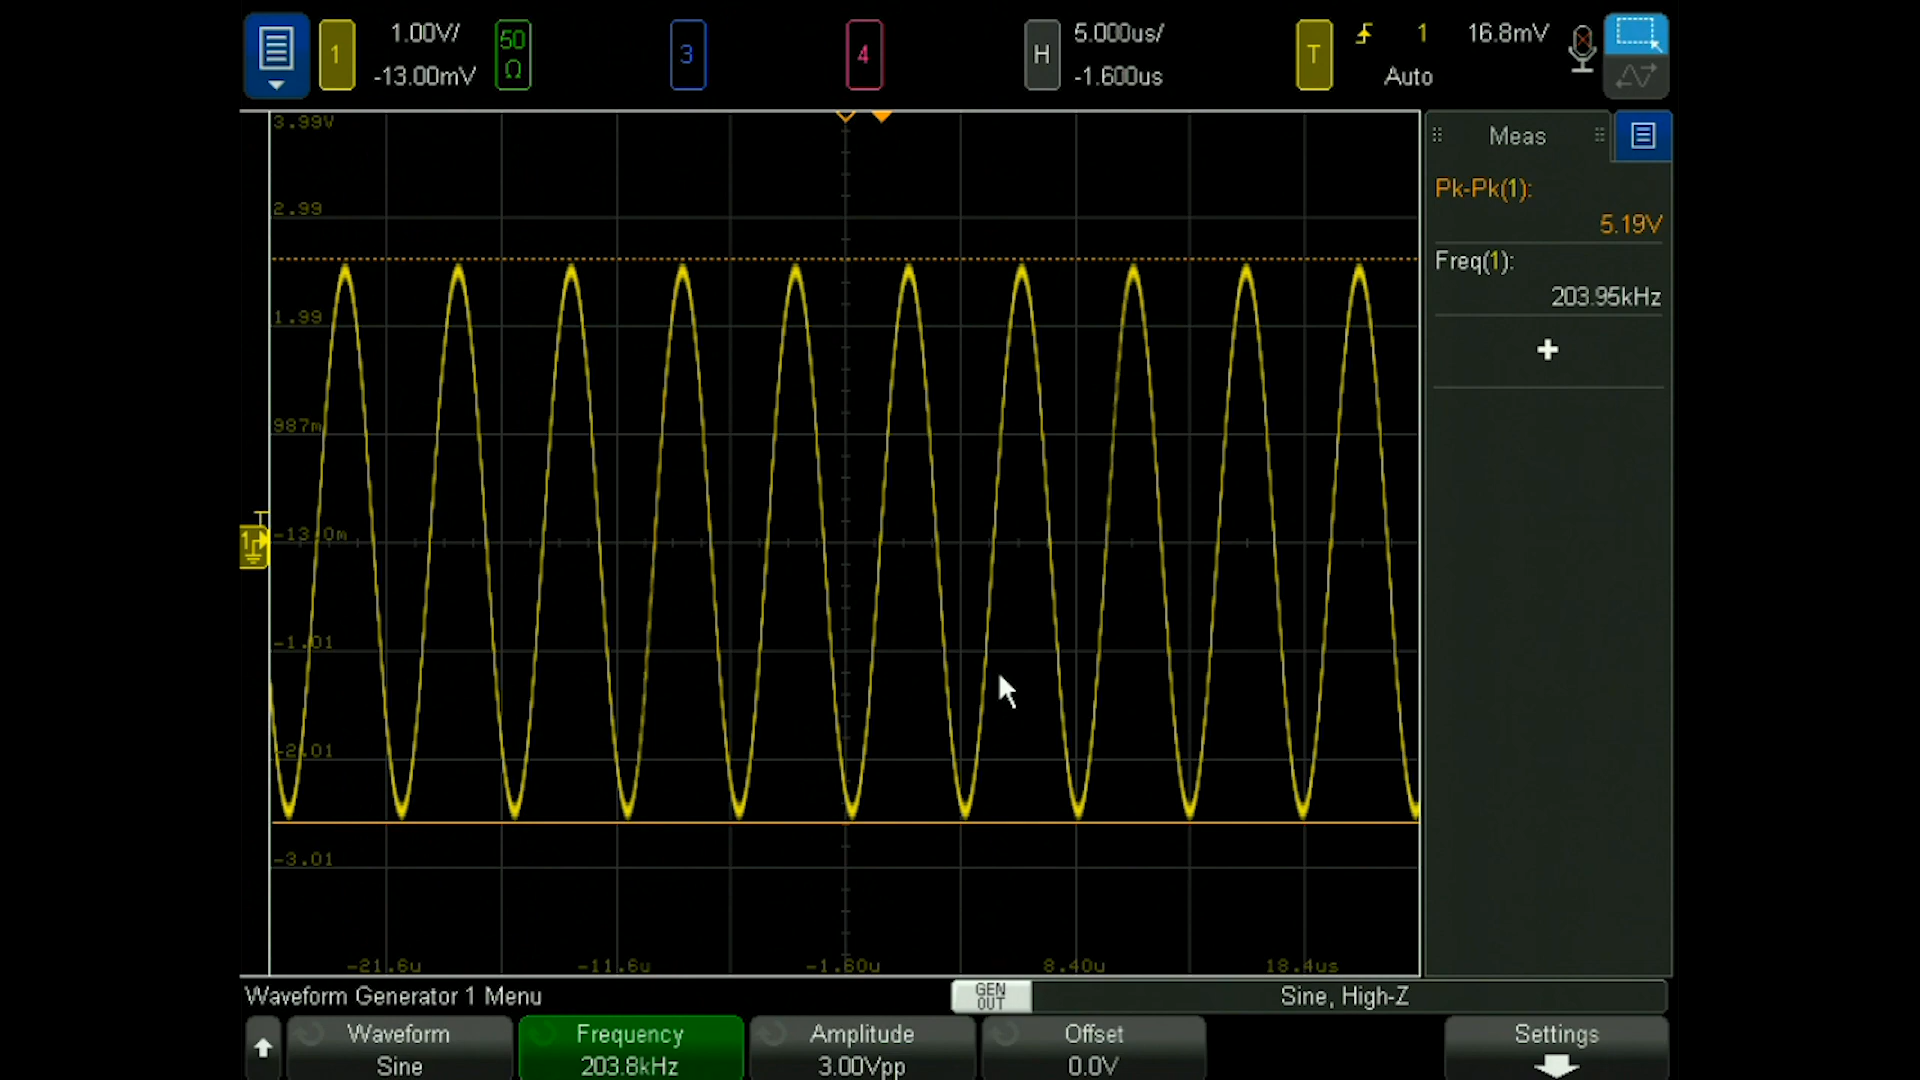 1
1.00V/
-13.00mV
50
Ω
3
4
H
5.000us/
-1.600us
T
1
Auto
16.8mV
Meas
Pk-Pk(1):
5.19V
Freq(1):
203.95kHz
3.99V
2.99
1.99
987m
-13.0m
-1.01
-2.01
-3.01
T
1
-21.6u
-11.6u
-1.60u
8.40u
18.4us
Waveform Generator 1 Menu
GEN
OUT
Sine, High-Z
Waveform
Sine
Frequency
203.8kHz
Amplitude
3.00Vpp
Offset
0.0V
Settings